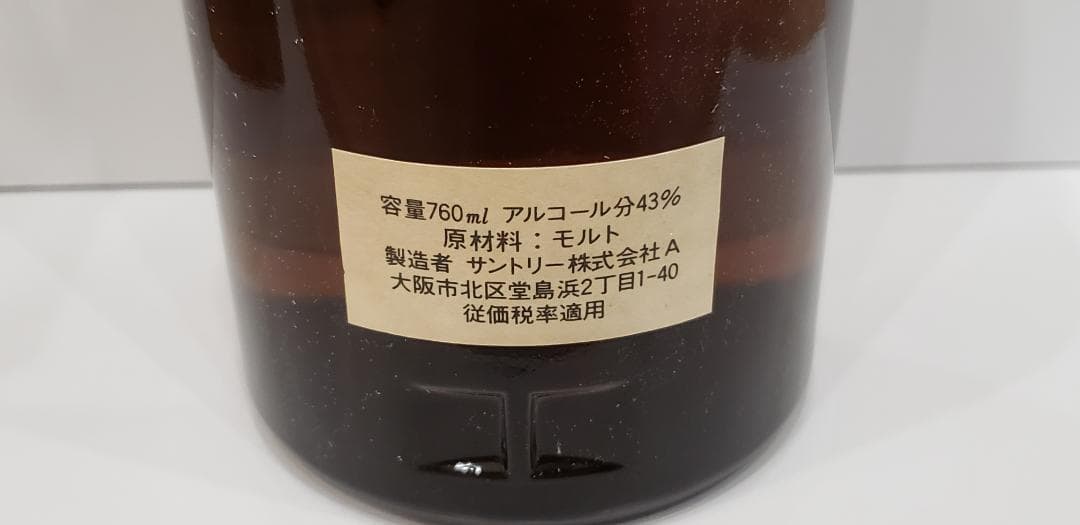 容量760ml アルコール分43%
原材料：モルト
製造者 サントリー株式会社A
大阪市北区堂島浜2丁目1-40
従価税率適用